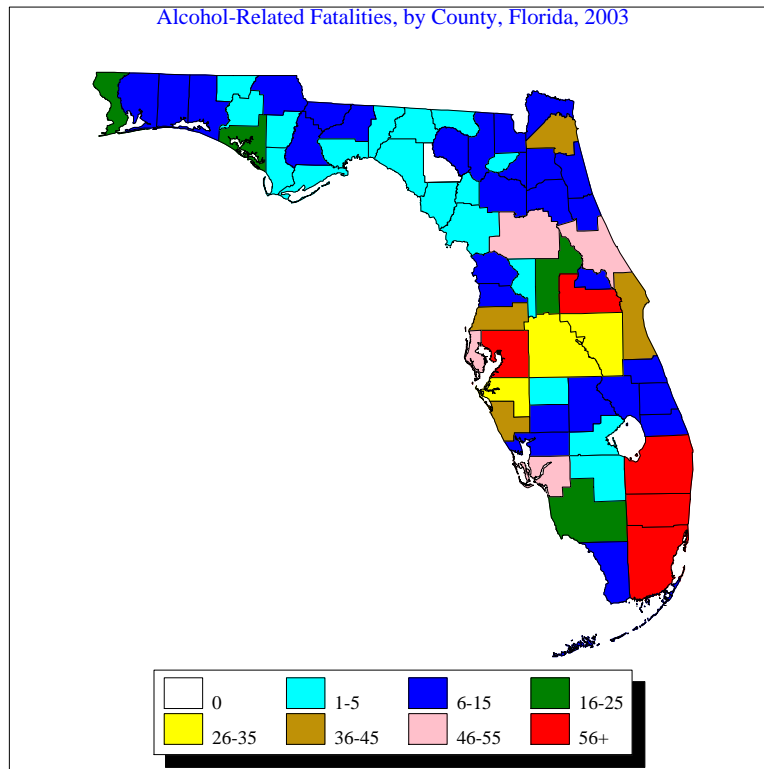 Alcohol-Related Fatalities, by County, Florida, 2003
0 1-5 6-15 16-25
26-35 36-45 46-55 56+